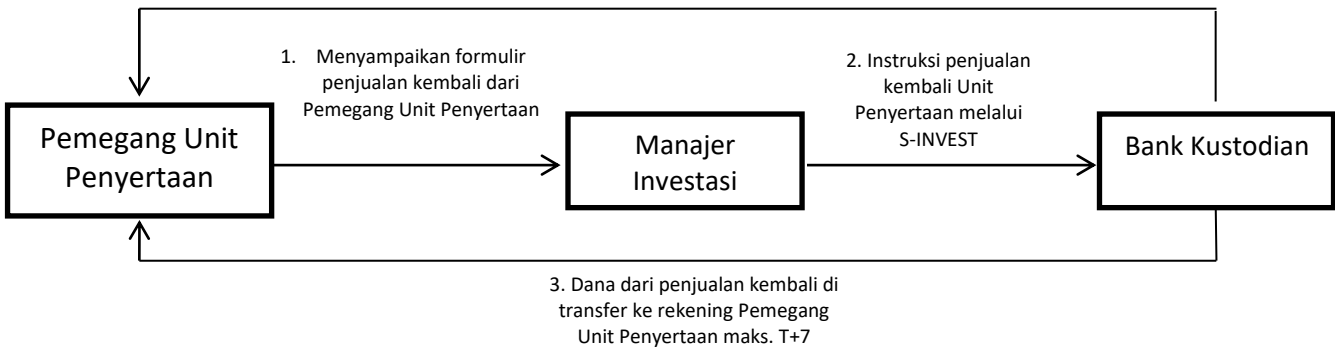 1. Menyampaikan formulir
penjualan kembali dari
Pemegang Unit Penyertaan
2. Instruksi penjualan
kembali Unit
Penyertaan melalui
S-INVEST
Pemegang Unit
Penyertaan
Manajer
Investasi
Bank Kustodian
3. Dana dari penjualan kembali di
transfer ke rekening Pemegang
Unit Penyertaan maks. T+7